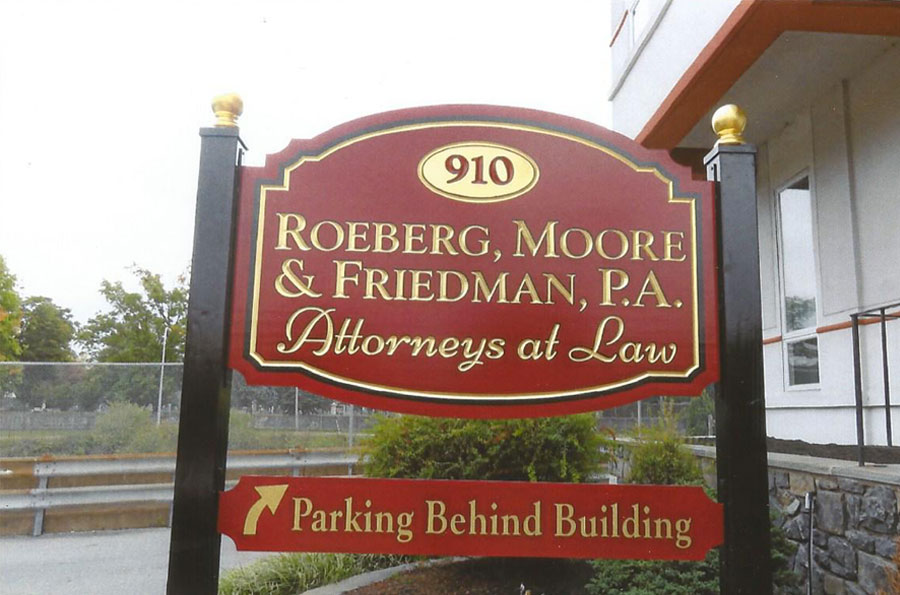 910
ROEBERG, MOORE
& FRIEDMAN, P.A.
Attorneys at Law
Parking Behind Building